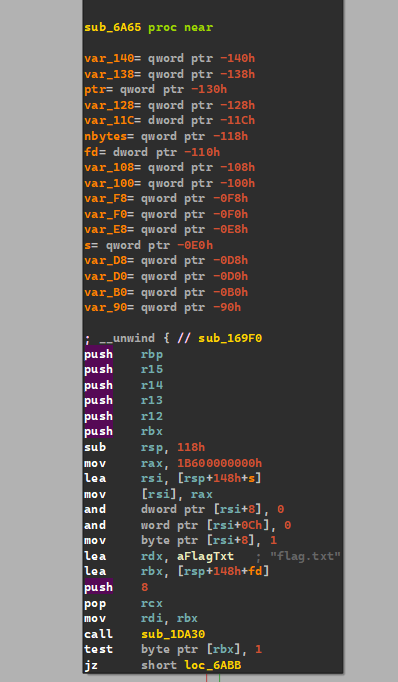 sub_6A65 proc near
var_140= qword ptr -140h
var_138= qword ptr -138h
ptr= qword ptr -130h
var_128= qword ptr -128h
var_11C= dword ptr -11Ch
nbytes= qword ptr -118h
fd= dword ptr -110h
var_108= qword ptr -108h
var_100= qword ptr -100h
var_F8= qword ptr -0F8h
var_F0= qword ptr -0F0h
var_E8= qword ptr -0E8h
s= qword ptr -0E0h
var_D8= qword ptr -0D8h
var_D0= qword ptr -0D0h
var_B0= qword ptr -0B0h
var_90= qword ptr -90h
; __unwind { // sub_169F0
push rbp
push r15
push r14
push r13
push r12
push rbx
sub rsp, 118h
mov rax, 1B600000000h
lea rsi, [rsp+148h+s]
mov [rsi], rax
and dword ptr [rsi+8], 0
and word ptr [rsi+0Ch], 0
mov byte ptr [rsi+8], 1
lea rdx, aFlagTxt ; "flag.txt"
lea rbx, [rsp+148h+fd]
push 8
pop rcx
mov rdi, rbx
call sub_1DA30
test byte ptr [rbx], 1
jz short loc_6ABB